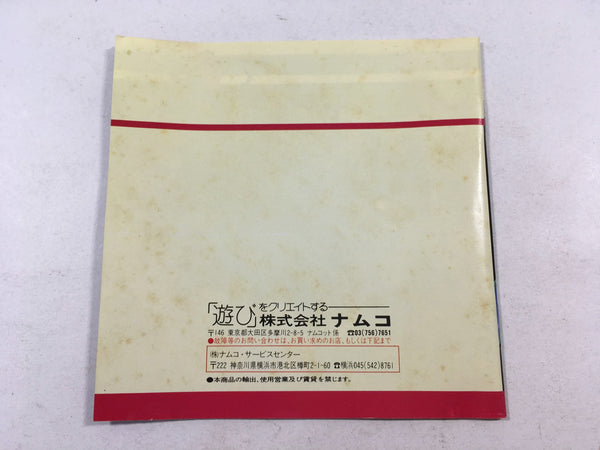 「遊び」をクリエイトする
株式会社 ナムコ
〒146 東京都大田区多摩川2-8-5 ナムコット係 ☎03(756)7651
●故障等のお問い合わせは、お買い求めのお店、もしくは下記まで
㈱ナムコ・サービスセンター
〒222 神奈川県横浜市港北区樽町2-1-60 ☎横浜045(542)8761
●本商品の輸出、使用営業及び賃貸を禁じます。